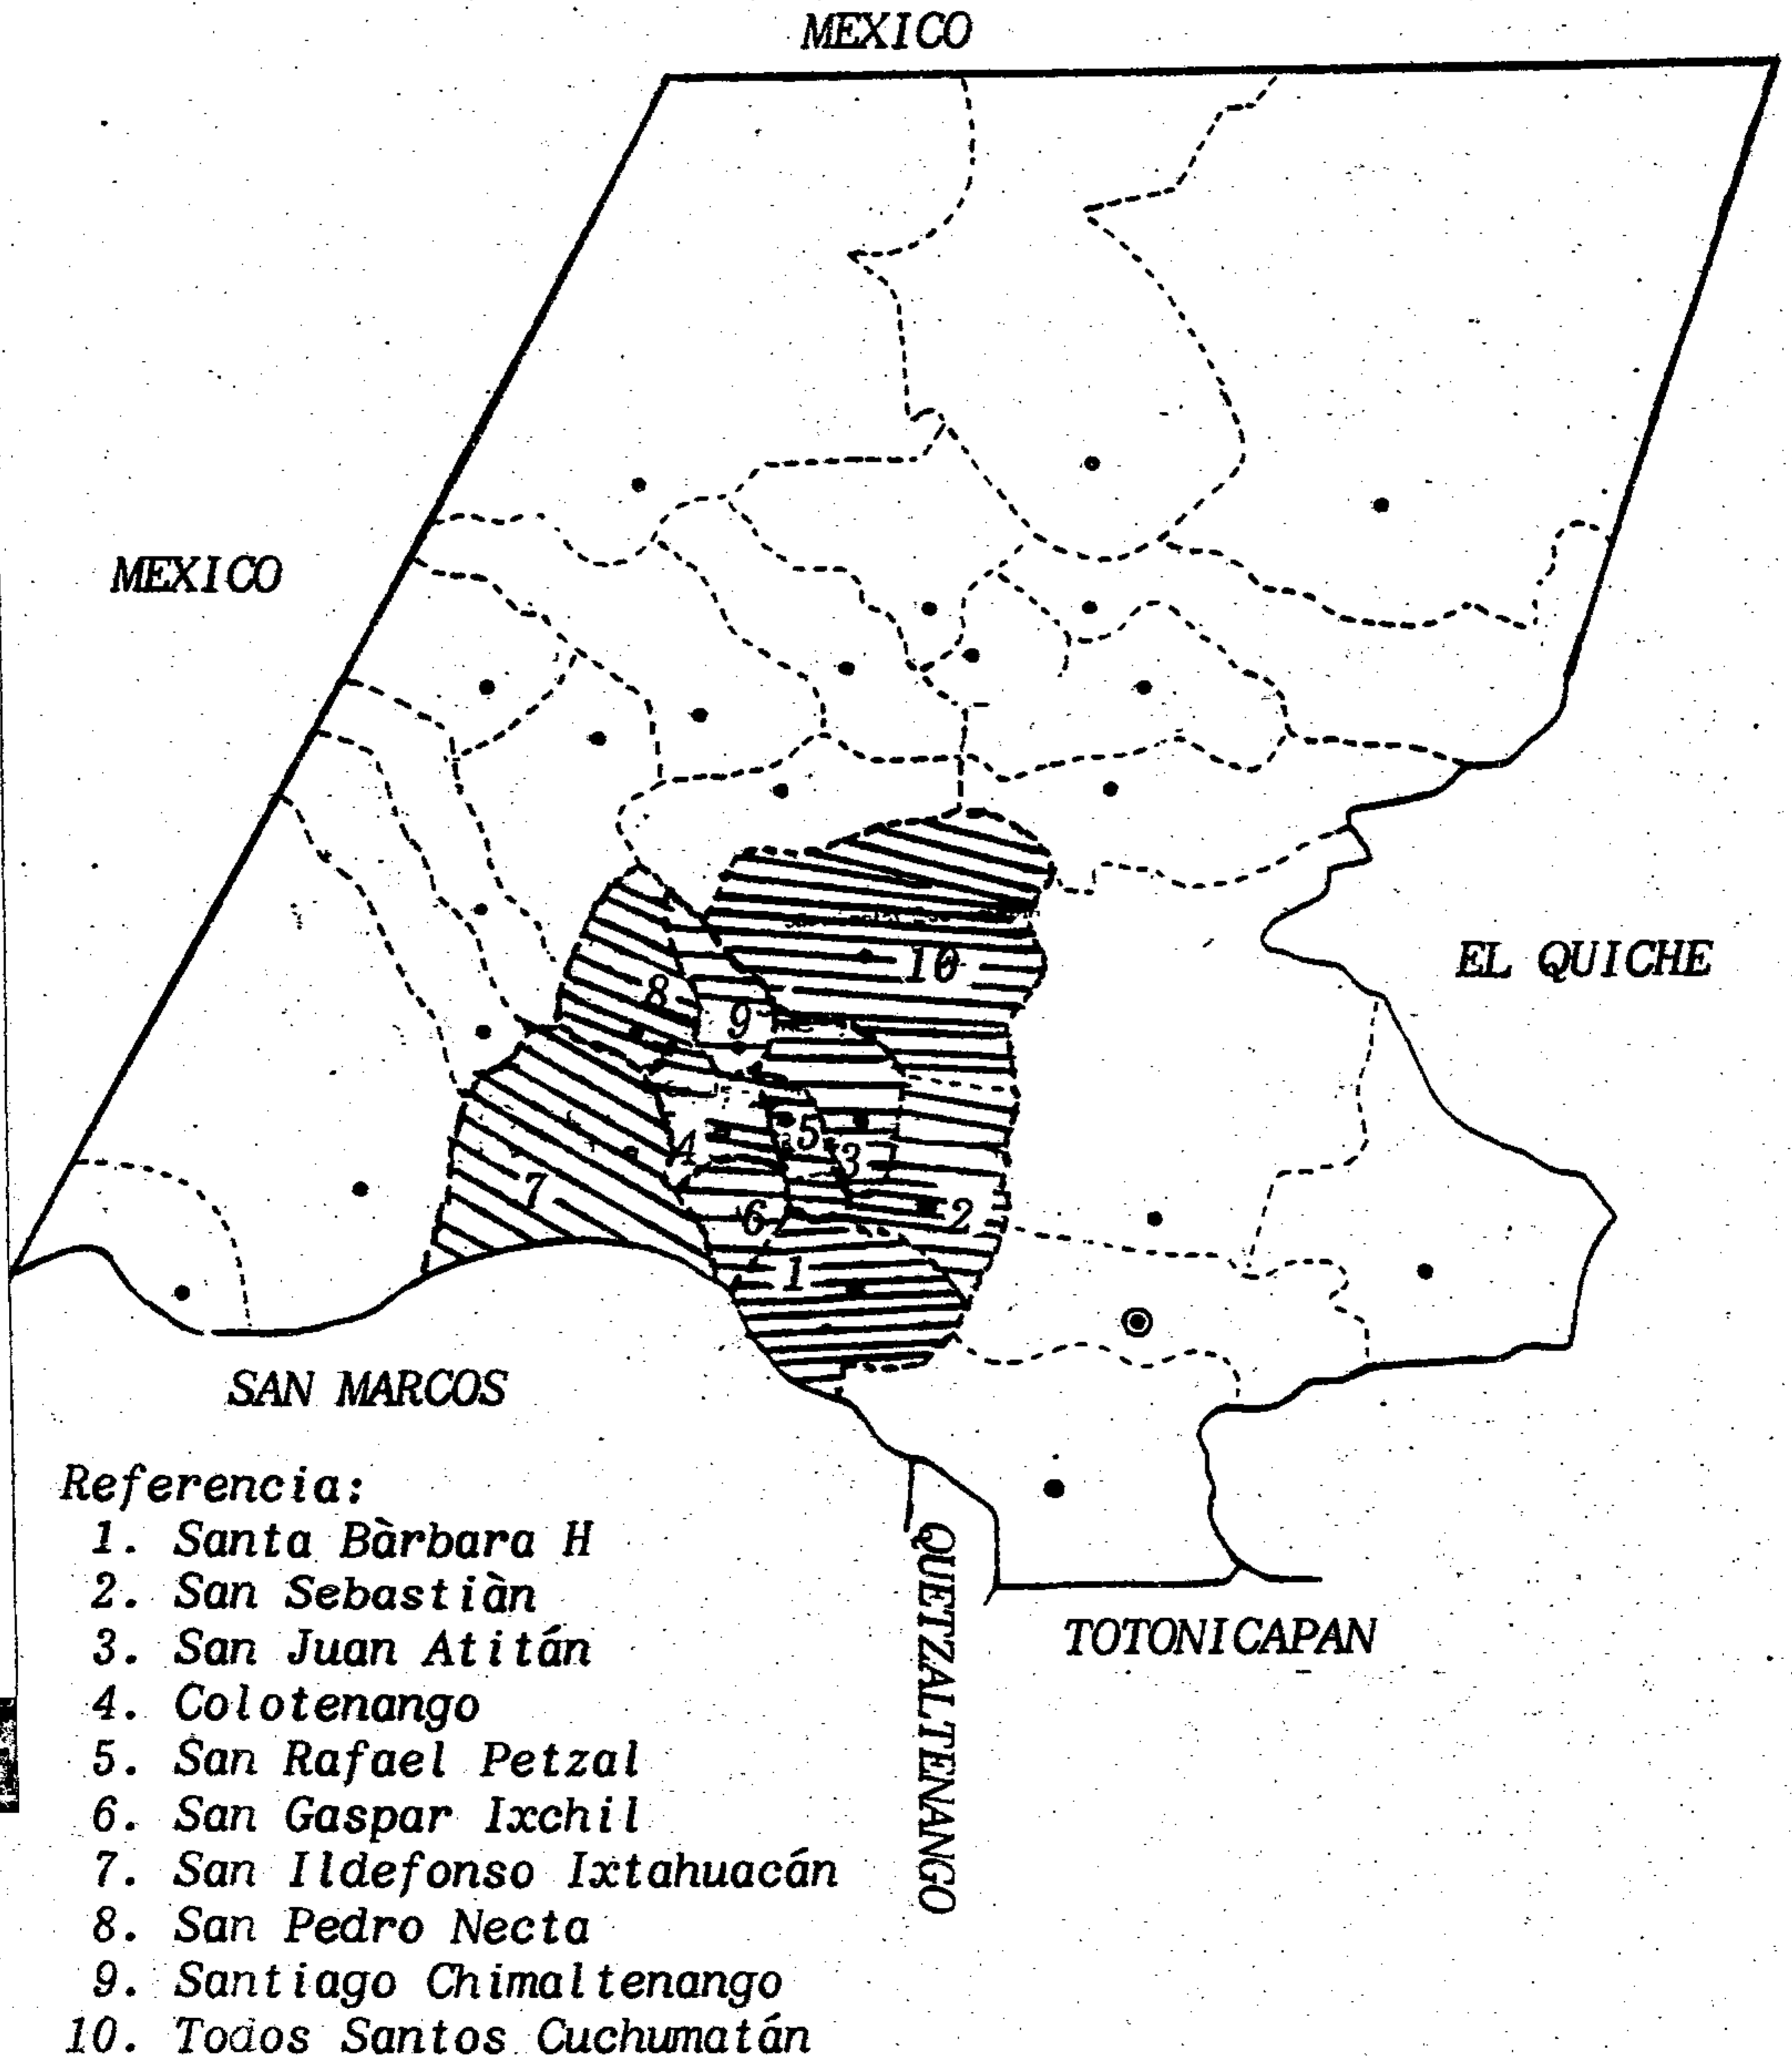 MEXICO
MEXICO
EL QUICHE
10
8
9
5
4
3
7
6
2
1
SAN MARCOS
QUETZALTENANGO
TOTONICAPAN
Referencia:
1. Santa Bàrbara H
2. San Sebastiàn
3. San Juan Atitán
4. Colotenango
5. San Rafael Petzal
6. San Gaspar Ixchil
7. San Ildefonso Ixtahuacán
8. San Pedro Necta
9. Santiago Chimaltenango
10. Todos Santos Cuchumatán